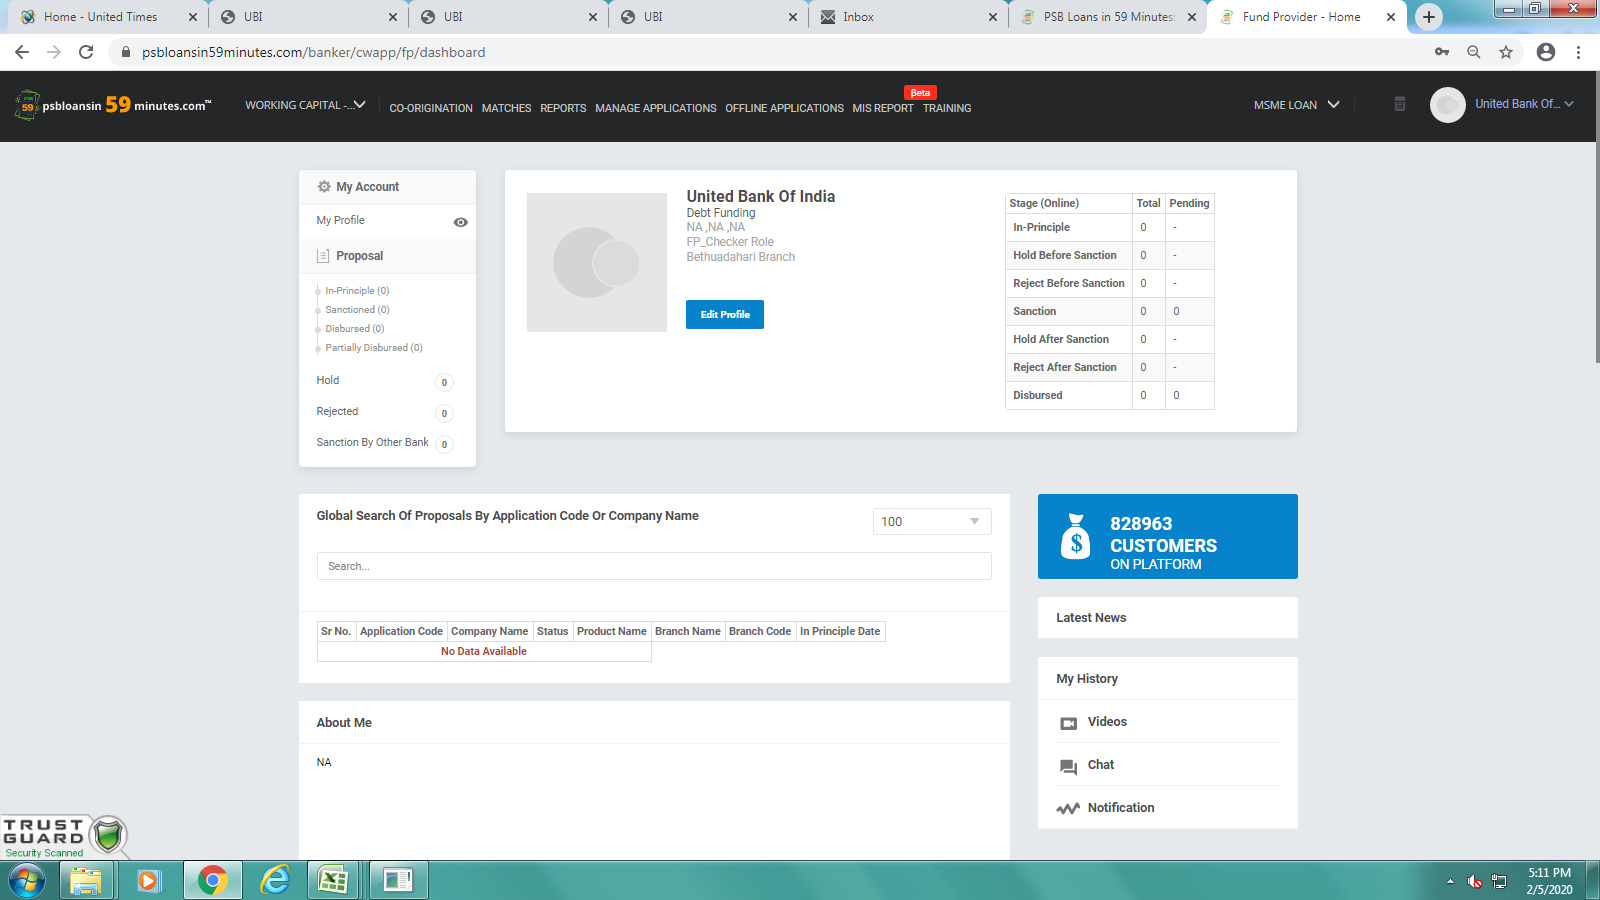 Home - United Times
UBI
UBI
UBI
Inbox
PSB Loans in 59 Minutes
Fund Provider - Home
psbloansin59minutes.com/banker/cwapp/fp/dashboard
psbloansin 59 minutes.com™
WORKING CAPITAL -...
CO-ORIGINATION
MATCHES
REPORTS
MANAGE APPLICATIONS
OFFLINE APPLICATIONS
MIS REPORT
Beta
TRAINING
MSME LOAN
United Bank Of...
My Account
My Profile
Proposal
In-Principle (0)
Sanctioned (0)
Disbursed (0)
Partially Disbursed (0)
Hold 0
Rejected 0
Sanction By Other Bank 0
United Bank Of India
Debt Funding
NA ,NA ,NA
FP_Checker Role
Bethuadahari Branch
Edit Profile
Stage (Online) Total Pending
In-Principle 0 -
Hold Before Sanction 0 -
Reject Before Sanction 0 -
Sanction 0 0
Hold After Sanction 0 -
Reject After Sanction 0 -
Disbursed 0 0
Global Search Of Proposals By Application Code Or Company Name
100
Search...
Sr No. Application Code Company Name Status Product Name Branch Name Branch Code In Principle Date
No Data Available
About Me
NA
828963
CUSTOMERS
ON PLATFORM
Latest News
My History
Videos
Chat
Notification
TRUST
GUARD
Security Scanned
5:11 PM
2/5/2020